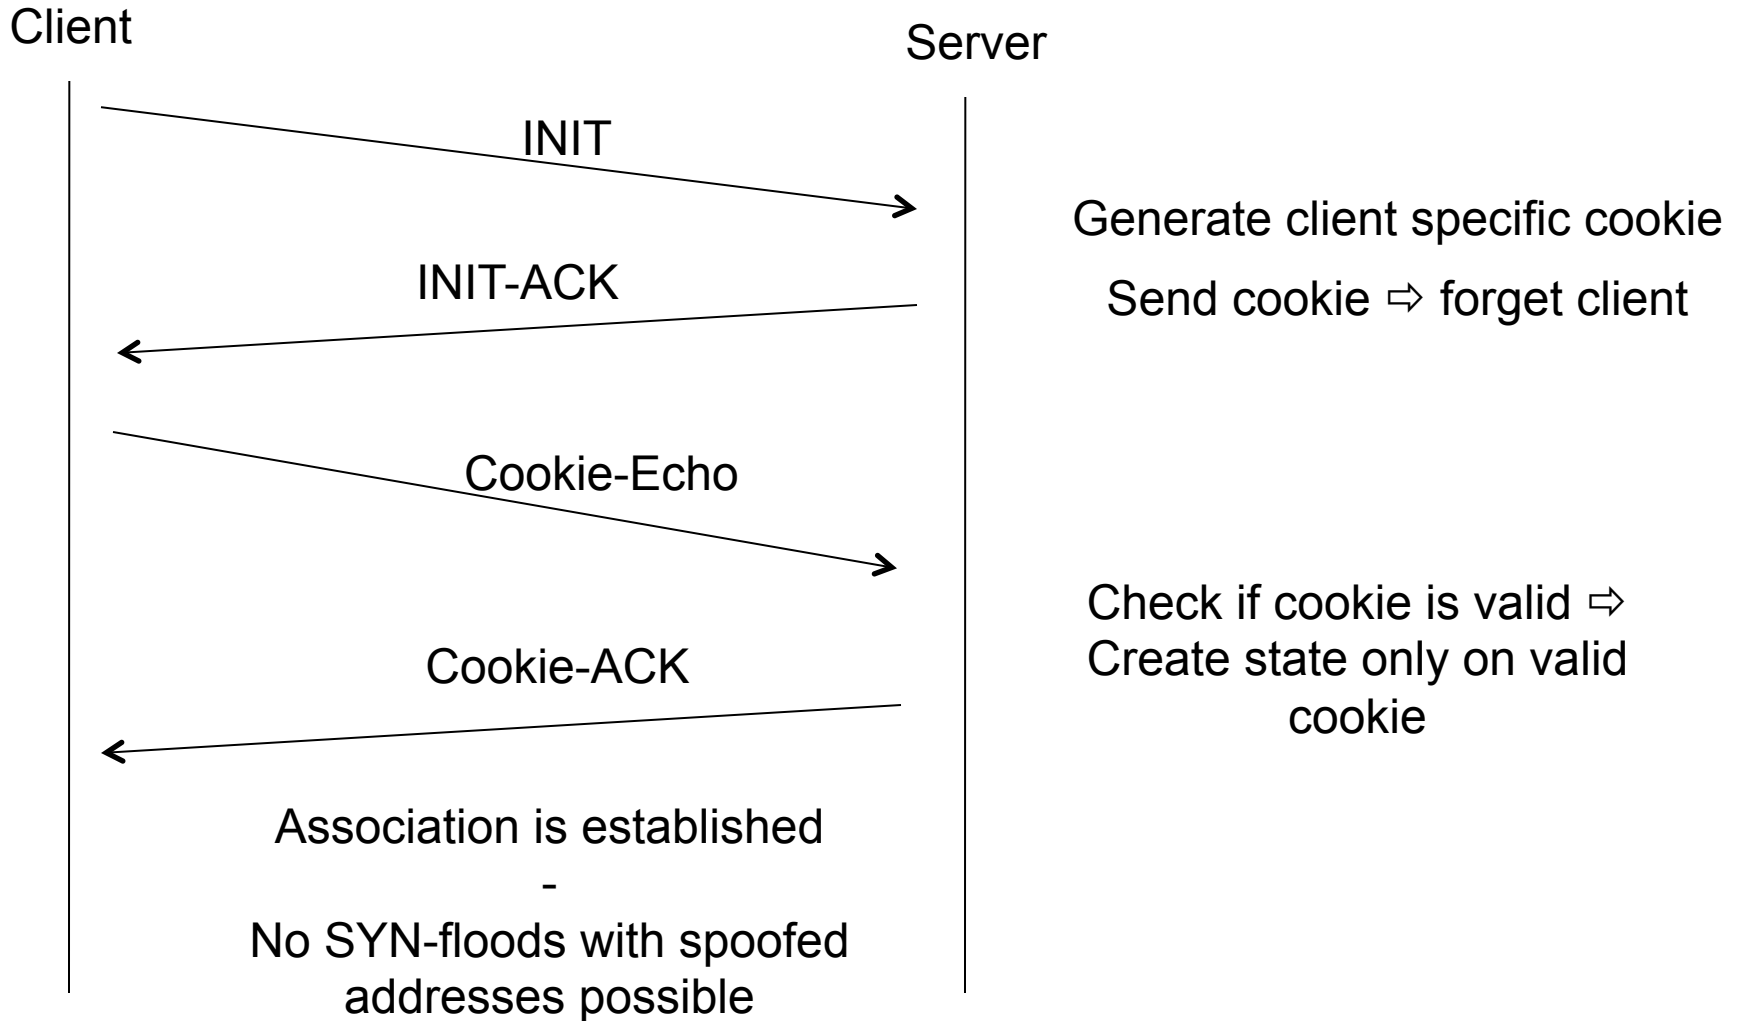 Client
Server
INIT
Generate client specific cookie
INIT-ACK
Send cookie ⇨ forget client
Cookie-Echo
Check if cookie is valid ⇨
Create state only on valid
cookie
Cookie-ACK
Association is established
-
No SYN-floods with spoofed
addresses possible